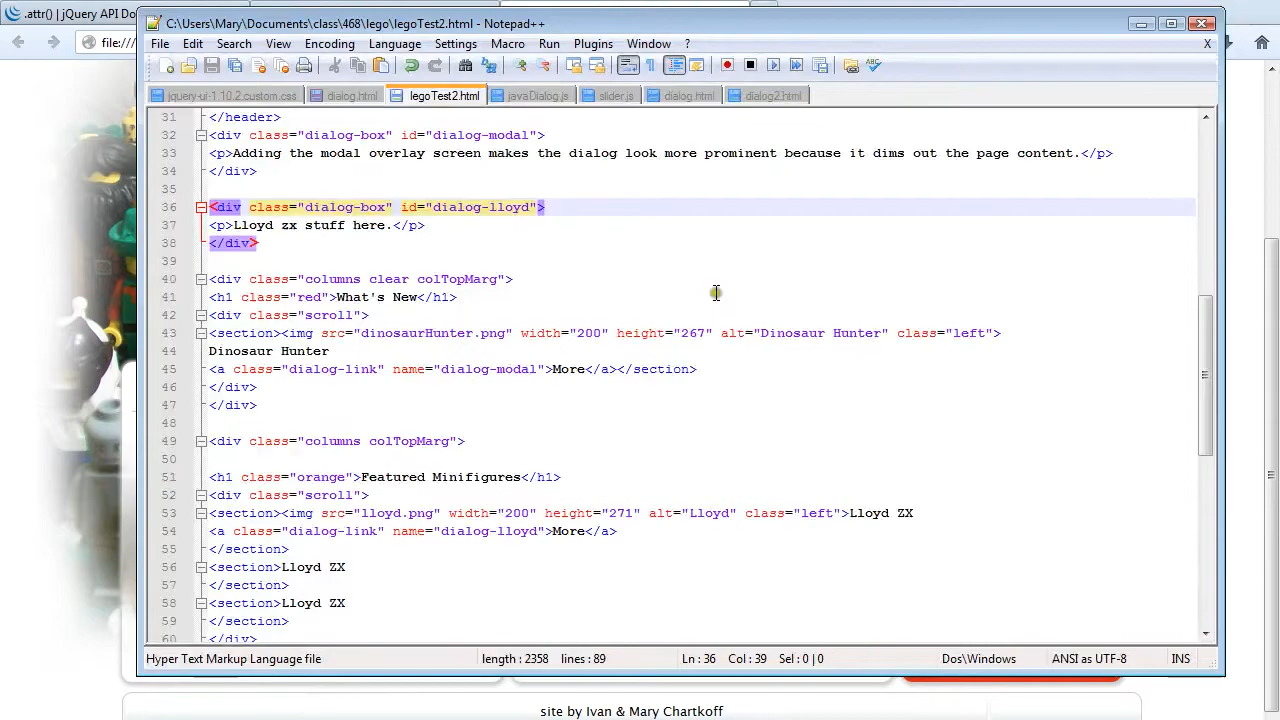 .attr() | jQuery API Do
C:\Users\Mary\Documents\class\468\lego\legoTest2.html - Notepad++
File Edit Search View Encoding Language Settings Macro Run Plugins Window ? X
file:///
jquery-ui-1.10.2.custom.css dialog.html legoTest2.html javaDialog.js slider.js dialog.html dialog2.html
31 </header>
32 <div class="dialog-box" id="dialog-modal">
33 <p>Adding the modal overlay screen makes the dialog look more prominent because it dims out the page content.</p>
34 </div>
35
36 <div class="dialog-box" id="dialog-lloyd">
37 <p>Lloyd zx stuff here.</p>
38 </div>
39
40 <div class="columns clear colTopMarg">
41 <h1 class="red">What's New</h1>
42 <div class="scroll">
43 <section><img src="dinosaurHunter.png" width="200" height="267" alt="Dinosaur Hunter" class="left">
44 Dinosaur Hunter
45 <a class="dialog-link" name="dialog-modal">More</a></section>
46 </div>
47 </div>
48
49 <div class="columns colTopMarg">
50
51 <h1 class="orange">Featured Minifigures</h1>
52 <div class="scroll">
53 <section><img src="lloyd.png" width="200" height="271" alt="Lloyd" class="left">Lloyd ZX
54 <a class="dialog-link" name="dialog-lloyd">More</a>
55 </section>
56 <section>Lloyd ZX
57 </section>
58 <section>Lloyd ZX
59 </section>
60 </div>
Hyper Text Markup Language file length : 2358 lines : 89 Ln : 36 Col : 39 Sel : 0 | 0 Dos\Windows ANSI as UTF-8 INS
site by Ivan & Mary Chartkoff